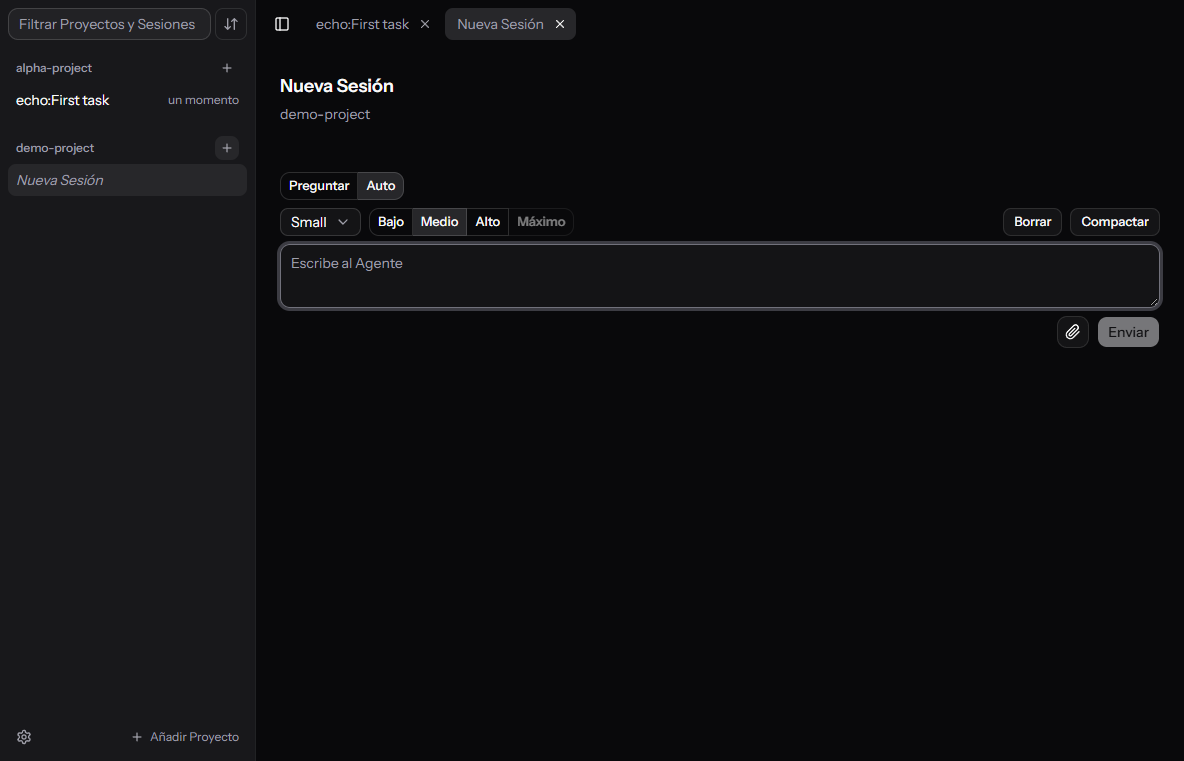 Filtrar Proyectos y Sesiones
echo:First task
Nueva Sesión
alpha-project
echo:First task un momento
demo-project
Nueva Sesión
Nueva Sesión
demo-project
Preguntar Auto
Small Bajo Medio Alto Máximo Borrar Compactar
Escribe al Agente
Enviar
Añadir Proyecto